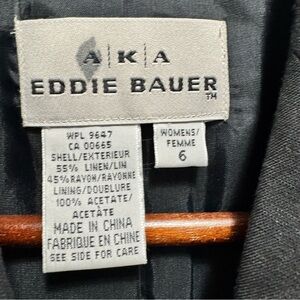 A|K|A
EDDIE BAUER
TM
WPL 9647
CA 00665
SHELL/EXTERIEUR
55% LINEN/LIN
45%RAYON/RAYONNE
LINING/DOUBLURE
100% ACETATE/
ACÉTATE
MADE IN CHINA
FABRIQUE EN CHINE
SEE SIDE FOR CARE
WOMENS/
FEMME
6